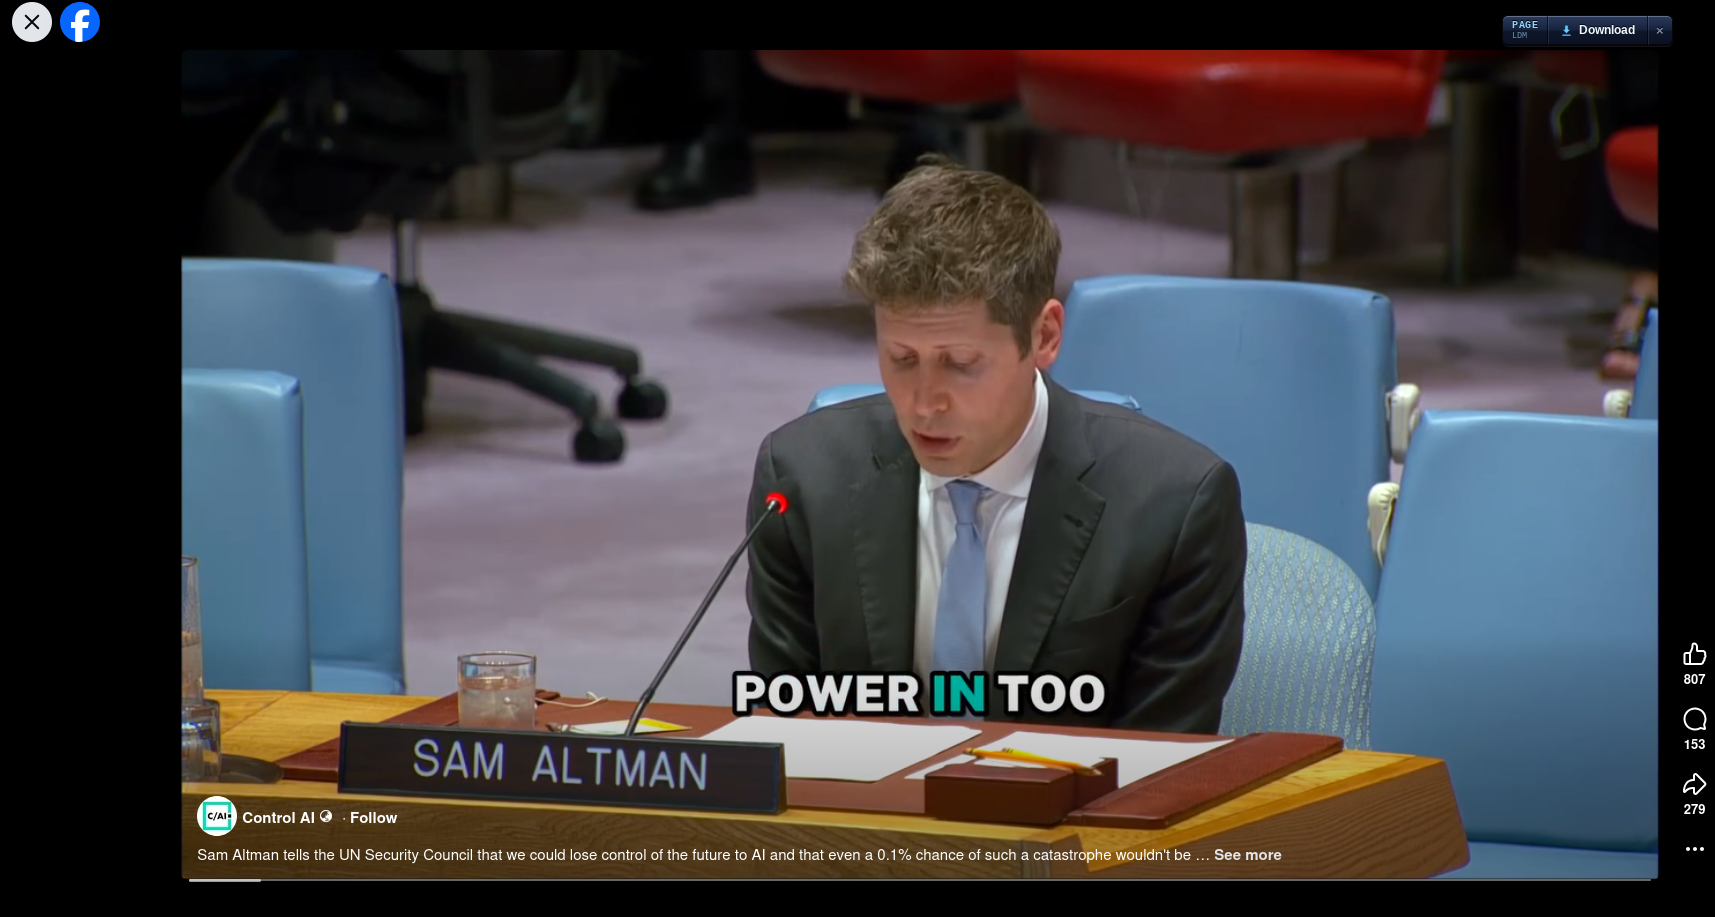 PAGE
LDM
Download
POWER IN TOO
SAM ALTMAN
C/AI
Control AI · Follow
Sam Altman tells the UN Security Council that we could lose control of the future to AI and that even a 0.1% chance of such a catastrophe wouldn't be … See more
807
153
279